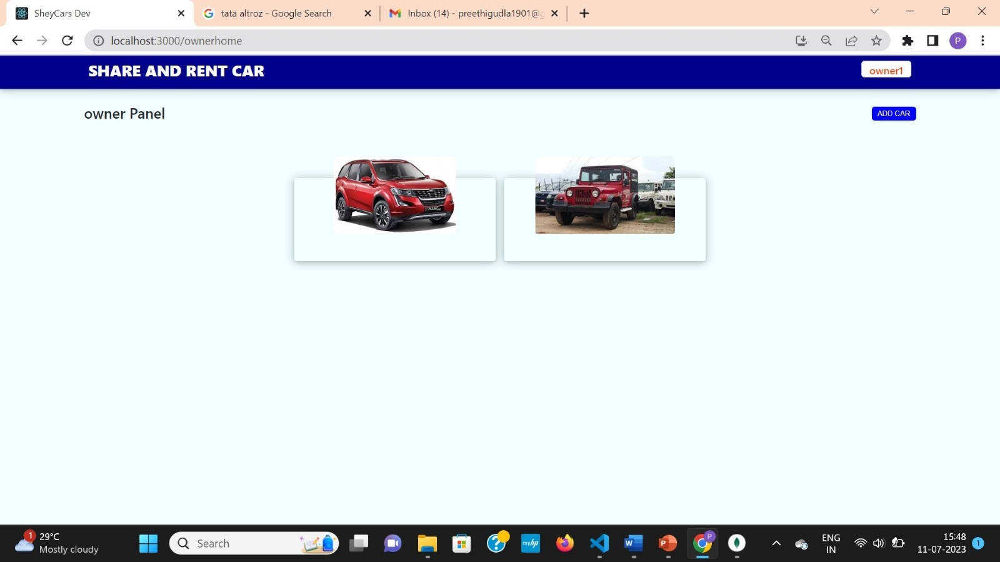 SheyCars Dev
tata altroz - Google Search
Inbox (14) - preethigudla1901@g
localhost:3000/ownerhome
P
SHARE AND RENT CAR
owner1
owner Panel
ADD CAR
1
29°C
Mostly cloudy
Search
myhp
W
P
P
ENG
IN
15:48
11-07-2023
1